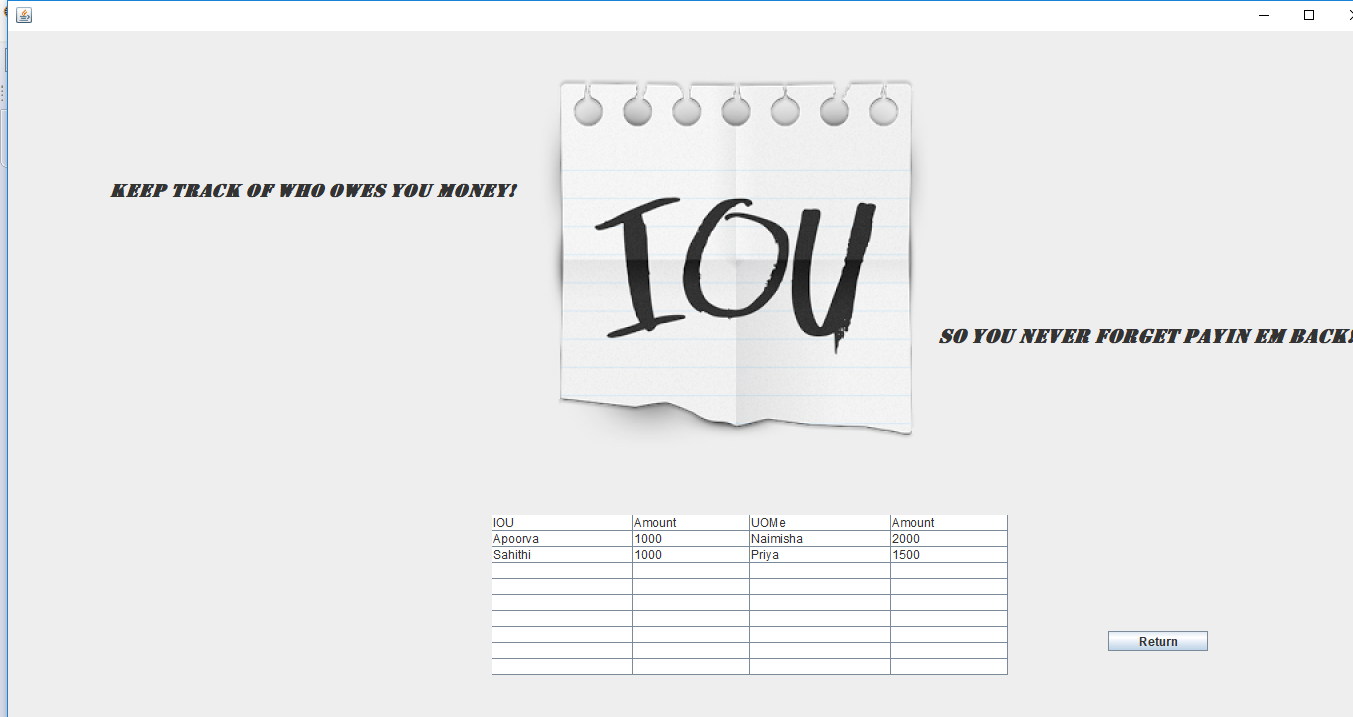 KEEP TRACK OF WHO OWES YOU MONEY!
IOU
SO YOU NEVER FORGET PAYIN EM BACK!
IOU Amount UOMe Amount
Apoorva 1000 Naimisha 2000
Sahithi 1000 Priya 1500
Return